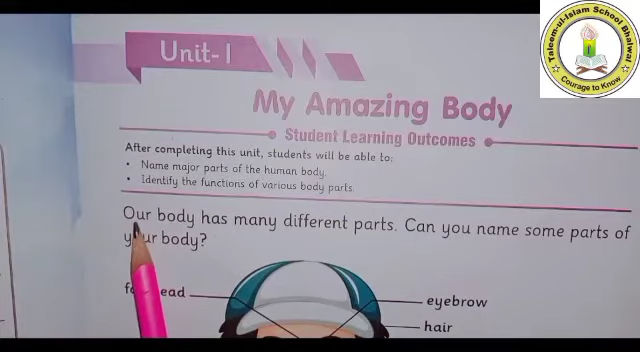 Taleem-ul-Islam School Bhalwal
Courage to Know
Unit-1
My Amazing Body
Student Learning Outcomes
After completing this unit, students will be able to:
• Name major parts of the human body.
• Identify the functions of various body parts.
Our body has many different parts. Can you name some parts of
your body?
eyebrow
hair